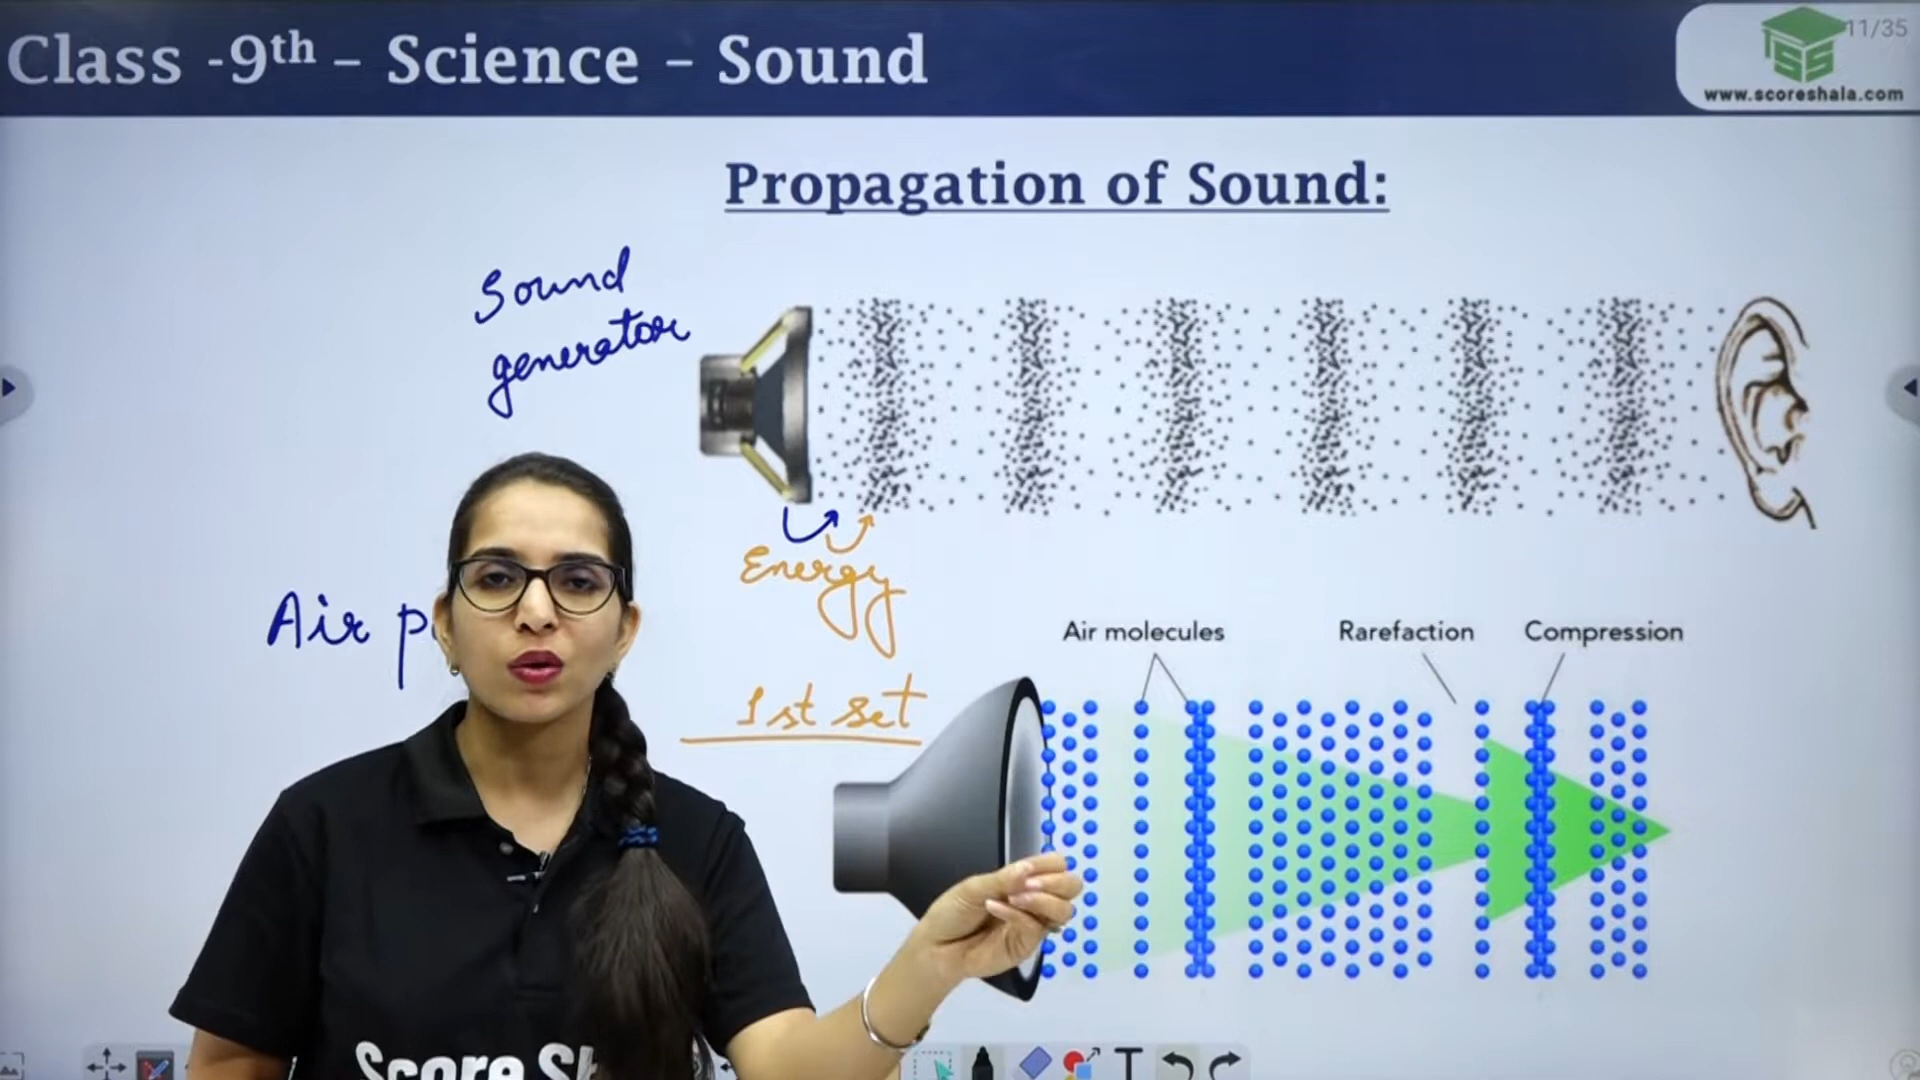 Class -9th – Science – Sound
11/35
www.scoreshala.com
Propagation of Sound:
Sound
generator
Energy
Air
1st set
Air molecules
Rarefaction
Compression
Score